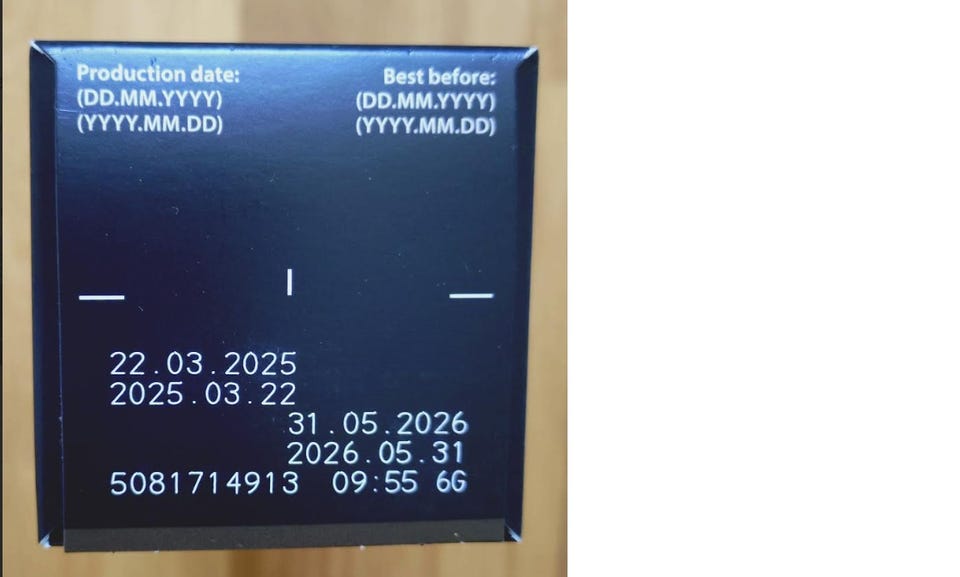 Production date:
(DD.MM.YYYY)
(YYYY.MM.DD)
Best before:
(DD.MM.YYYY)
(YYYY.MM.DD)
22.03.2025
2025.03.22
31.05.2026
2026.05.31
5081714913 09:55 6G